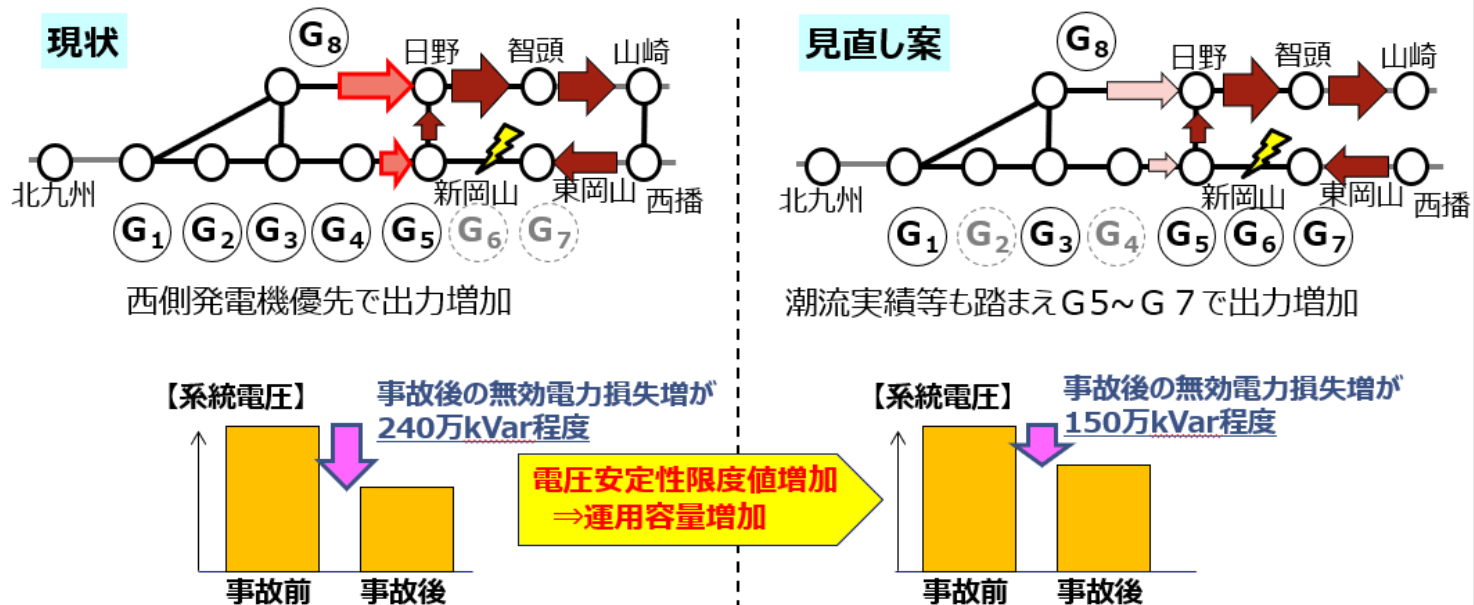 現状
G8
日野
智頭
山崎
北九州
新岡山
東岡山
西播
G1
G2
G3
G4
G5
G6
G7
西側発電機優先で出力増加
【系統電圧】
事故後の無効電力損失増が
240万kVar程度
事故前
事故後
電圧安定性限度値増加
⇒運用容量増加
見直し案
G8
日野
智頭
山崎
北九州
新岡山
東岡山
西播
G1
G2
G3
G4
G5
G6
G7
潮流実績等も踏まえG5~G7で出力増加
【系統電圧】
事故後の無効電力損失増が
150万kVar程度
事故前
事故後